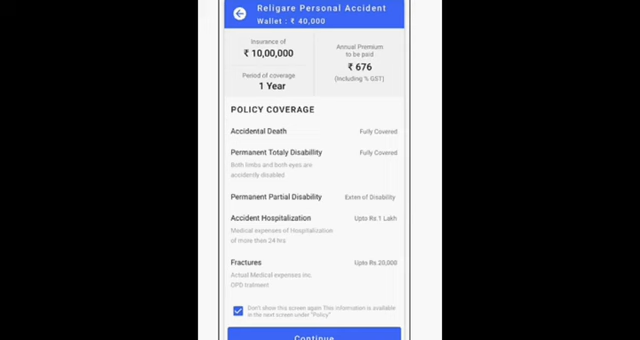 Religare Personal Accident
Wallet : ₹ 40,000
Insurance of
₹ 10,00,000
Period of coverage
1 Year
Annual Premium
to be paid
₹ 676
(Including % GST)
POLICY COVERAGE
Accidental Death Fully Covered
Permanent Totaly Disabillity Fully Covered
Both limbs and both eyes are
accidently disabled
Permanent Partial Disability Exten of Disability
Accident Hospitalization Upto Rs.1 Lakh
Medical expenses of Hospitalization
of more than 24 hrs
Fractures Upto Rs.20,000
Actual Medical expenses inc.
OPD tratment
Don't show this screen again This information is available
in the next screen under "Policy"
Continue